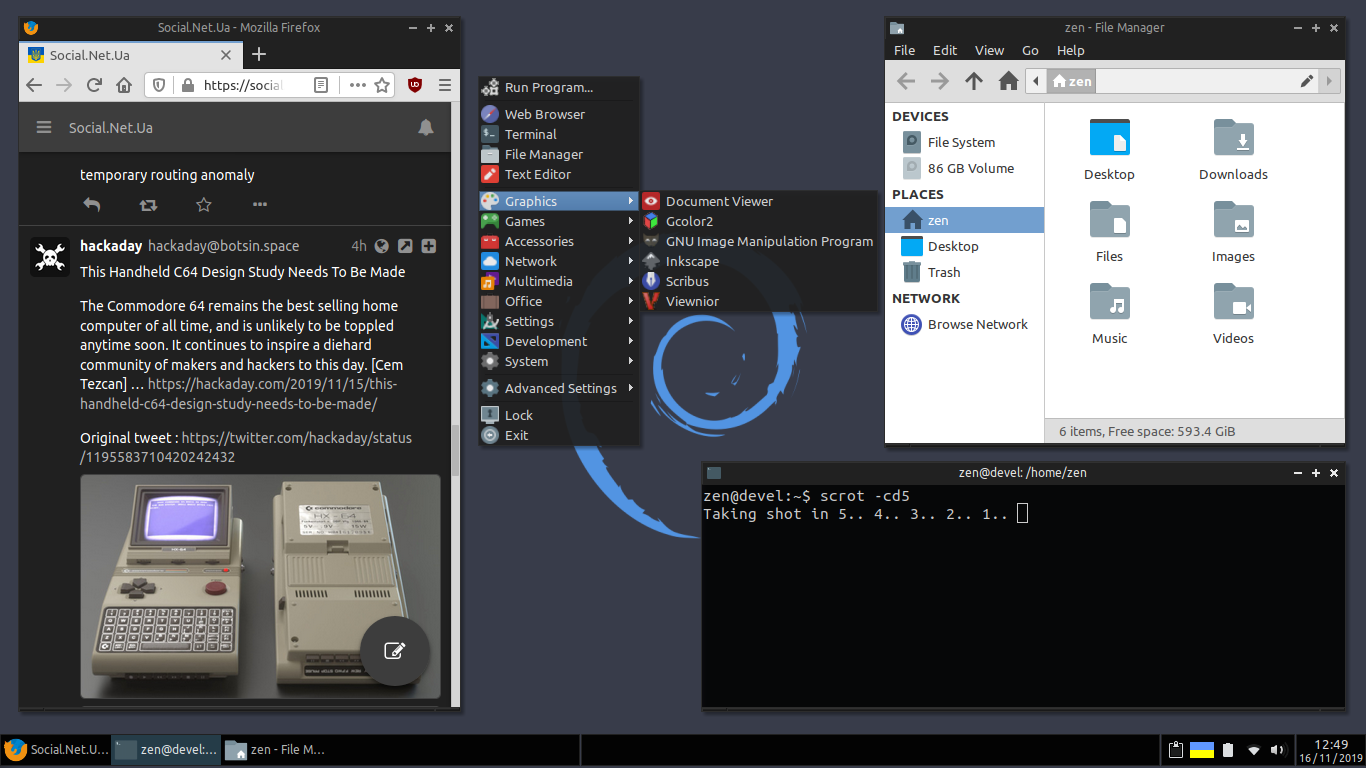 Social.Net.Ua - Mozilla Firefox
Social.Net.Ua
https://social
Social.Net.Ua
temporary routing anomaly
hackaday hackaday@botsin.space 4h
This Handheld C64 Design Study Needs To Be Made
The Commodore 64 remains the best selling home
computer of all time, and is unlikely to be toppled
anytime soon. It continues to inspire a diehard
community of makers and hackers to this day. [Cem
Tezcan] … https://hackaday.com/2019/11/15/this-
handheld-c64-design-study-needs-to-be-made/
Original tweet : https://twitter.com/hackaday/status
/1195583710420242432
commodore
HX-64
Run Program...
Web Browser
Terminal
File Manager
Text Editor
Graphics
Games
Accessories
Network
Multimedia
Office
Settings
Development
System
Advanced Settings
Lock
Exit
Document Viewer
Gcolor2
GNU Image Manipulation Program
Inkscape
Scribus
Viewnior
zen - File Manager
File Edit View Go Help
zen
DEVICES
File System
86 GB Volume
PLACES
zen
Desktop
Trash
NETWORK
Browse Network
Desktop Downloads
Files Images
Music Videos
6 items, Free space: 593.4 GiB
zen@devel: /home/zen
zen@devel:~$ scrot -cd5
Taking shot in 5.. 4.. 3.. 2.. 1..
Social.Net.U... zen@devel:... zen - File M...
12:49
16/11/2019